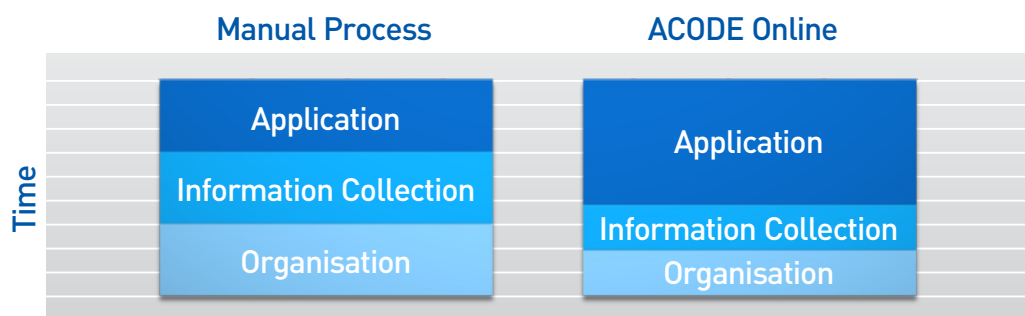 Manual Process
ACODE Online
Time
Application
Information Collection
Organisation
Application
Information Collection
Organisation